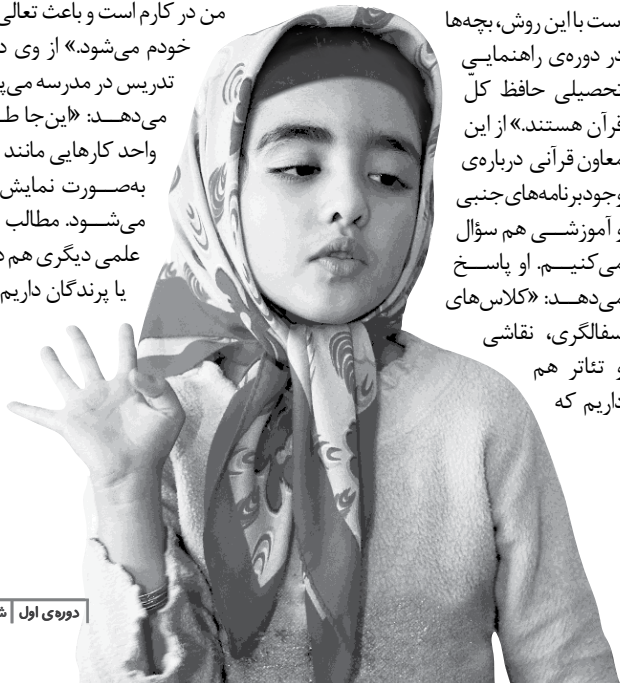 ست با این روش، بچه‌ها
در دوره‌ی راهنمایی
تحصیلی حافظ کلّ
قرآن هستند.» از این
معاون قرآنی درباره‌ی
وجودبرنامه‌های جنبی
و آموزشی هم سؤال
می‌کنیم. او پاسخ
می‌دهد: «کلاس‌های
سفالگری، نقاشی
و تئاتر هم
داریم که
من در کارم است و باعث تعالی
خودم می‌شود.» از وی د
تدریس در مدرسه می‌پ
می‌دهد: «این‌جا ط
واحد کارهایی مانند
به‌صورت نمایش
می‌شود. مطالب
علمی دیگری هم د
یا پرندگان داریم
دوره‌ی اول